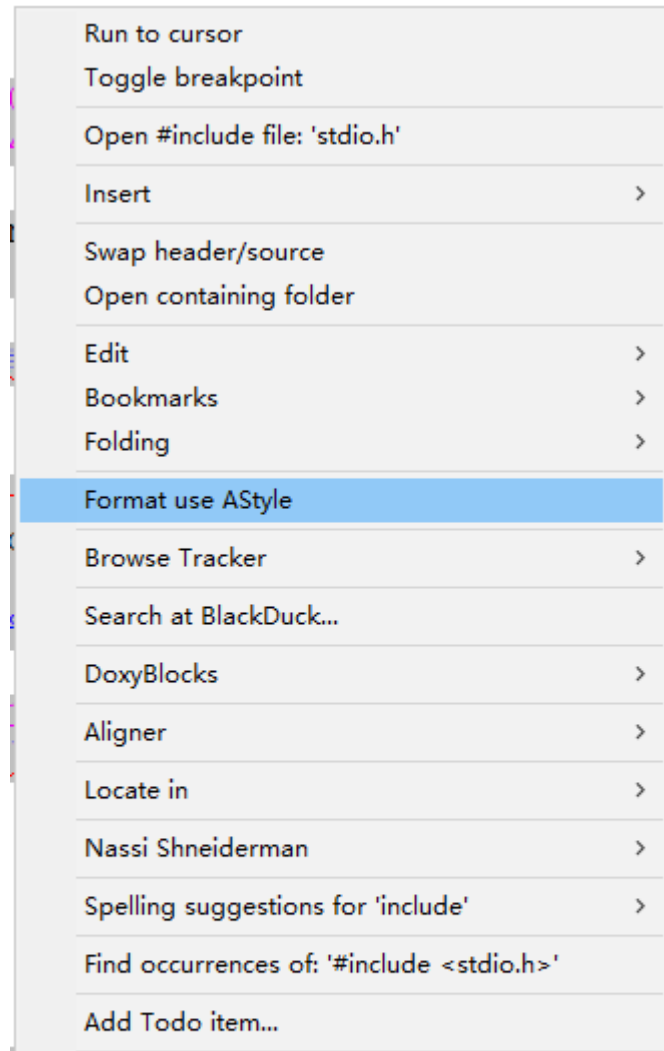 Run to cursor
Toggle breakpoint
Open #include file: 'stdio.h'
Insert
Swap header/source
Open containing folder
Edit
Bookmarks
Folding
Format use AStyle
Browse Tracker
Search at BlackDuck...
DoxyBlocks
Aligner
Locate in
Nassi Shneiderman
Spelling suggestions for 'include'
Find occurrences of: '#include <stdio.h>'
Add Todo item...